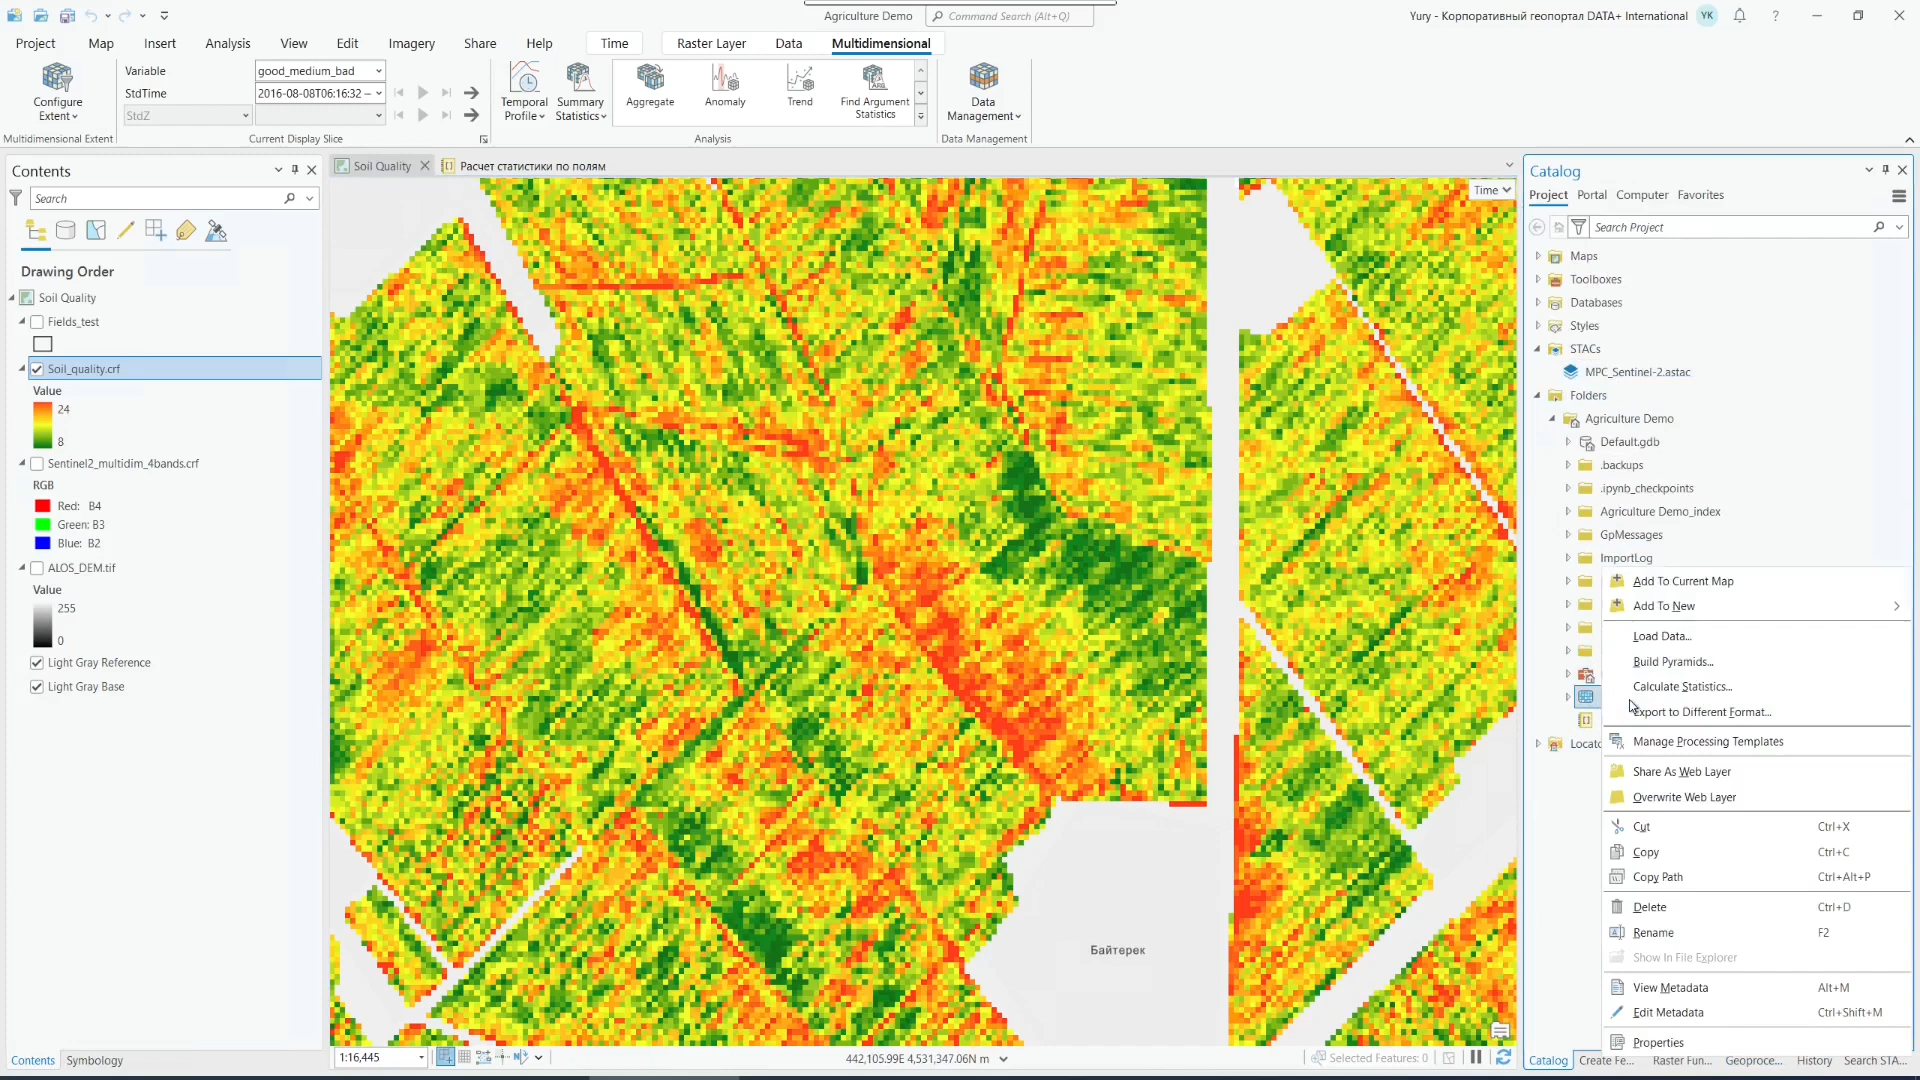 Agriculture Demo
Command Search (Alt+Q)
Yury - Корпоративный геопортал DATA+ International
YK
?
Project
Map
Insert
Analysis
View
Edit
Imagery
Share
Help
Time
Raster Layer
Data
Multidimensional
Configure
Extent
Multidimensional Extent
Variable
good_medium_bad
StdTime
2016-08-08T06:16:32 –
StdZ
Current Display Slice
Temporal
Profile
Summary
Statistics
Aggregate
Anomaly
Trend
Find Argument
Statistics
Analysis
Data
Management
Data Management
Contents
Search
Drawing Order
Soil Quality
Fields_test
Soil_quality.crf
Value
24
8
Sentinel2_multidim_4bands.crf
RGB
Red: B4
Green: B3
Blue: B2
ALOS_DEM.tif
Value
255
0
Light Gray Reference
Light Gray Base
Contents
Symbology
Soil Quality
Расчет статистики по полям
Time
Байтерек
1:16,445
442,105.99E 4,531,347.06N m
Selected Features: 0
Catalog
Project
Portal
Computer
Favorites
Search Project
Maps
Toolboxes
Databases
Styles
STACs
MPC_Sentinel-2.astac
Folders
Agriculture Demo
Default.gdb
.backups
.ipynb_checkpoints
Agriculture Demo_index
GpMessages
ImportLog
Locato
Add To Current Map
Add To New
Load Data...
Build Pyramids...
Calculate Statistics...
Export to Different Format...
Manage Processing Templates
Share As Web Layer
Overwrite Web Layer
Cut Ctrl+X
Copy Ctrl+C
Copy Path Ctrl+Alt+P
Delete Ctrl+D
Rename F2
Show In File Explorer
View Metadata Alt+M
Edit Metadata Ctrl+Shift+M
Properties
Catalog
Create Fe...
Raster Fun...
Geoproce...
History
Search STA...